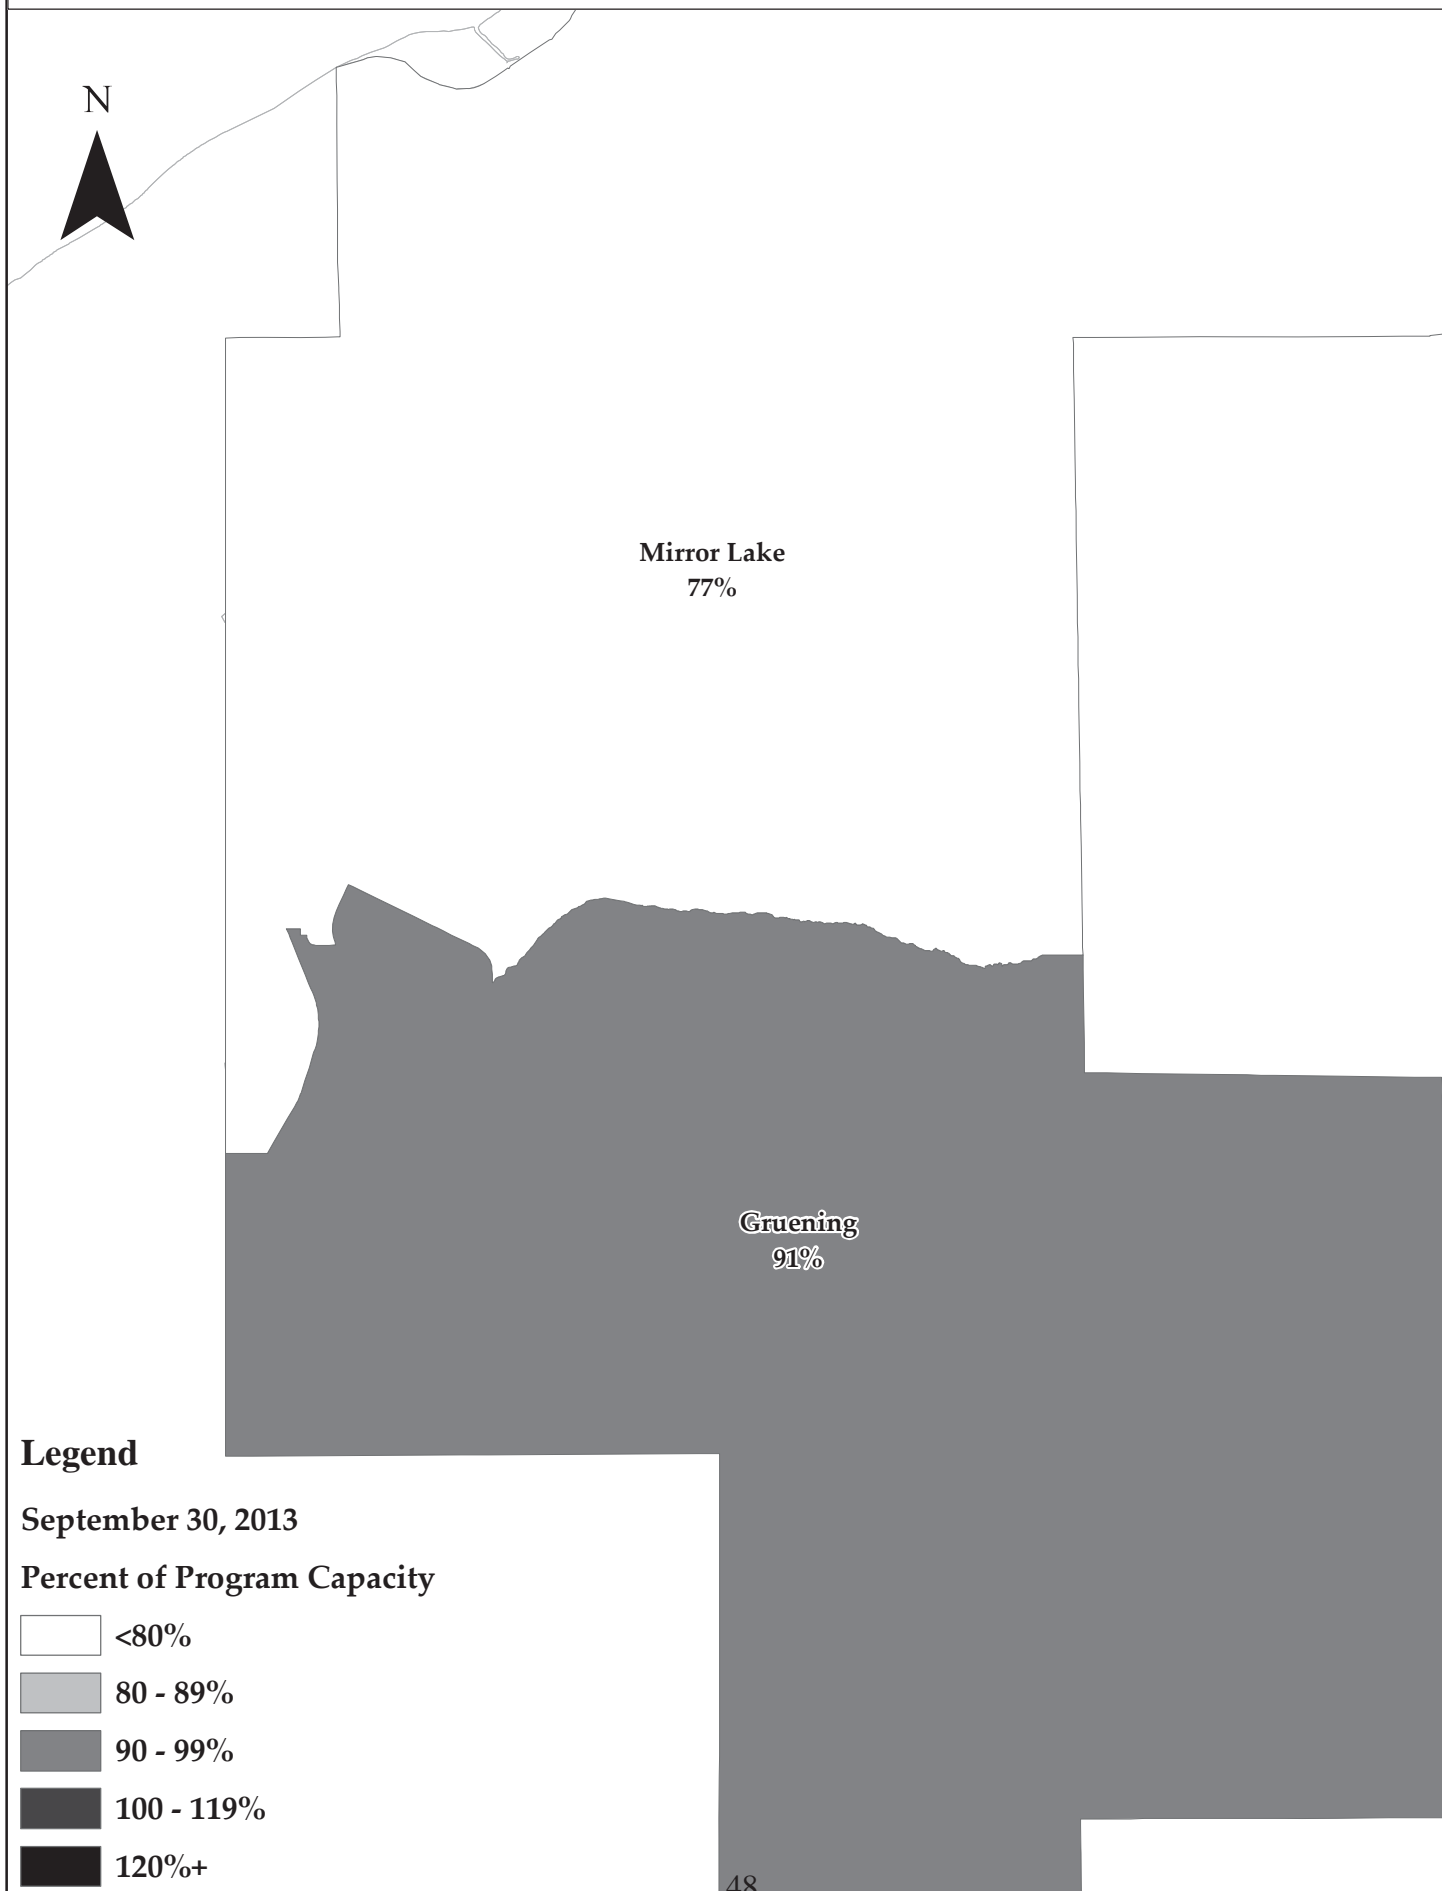 N
Mirror Lake
77%
Gruening
91%
Legend
September 30, 2013
Percent of Program Capacity
<80%
80 - 89%
90 - 99%
100 - 119%
120%+
48